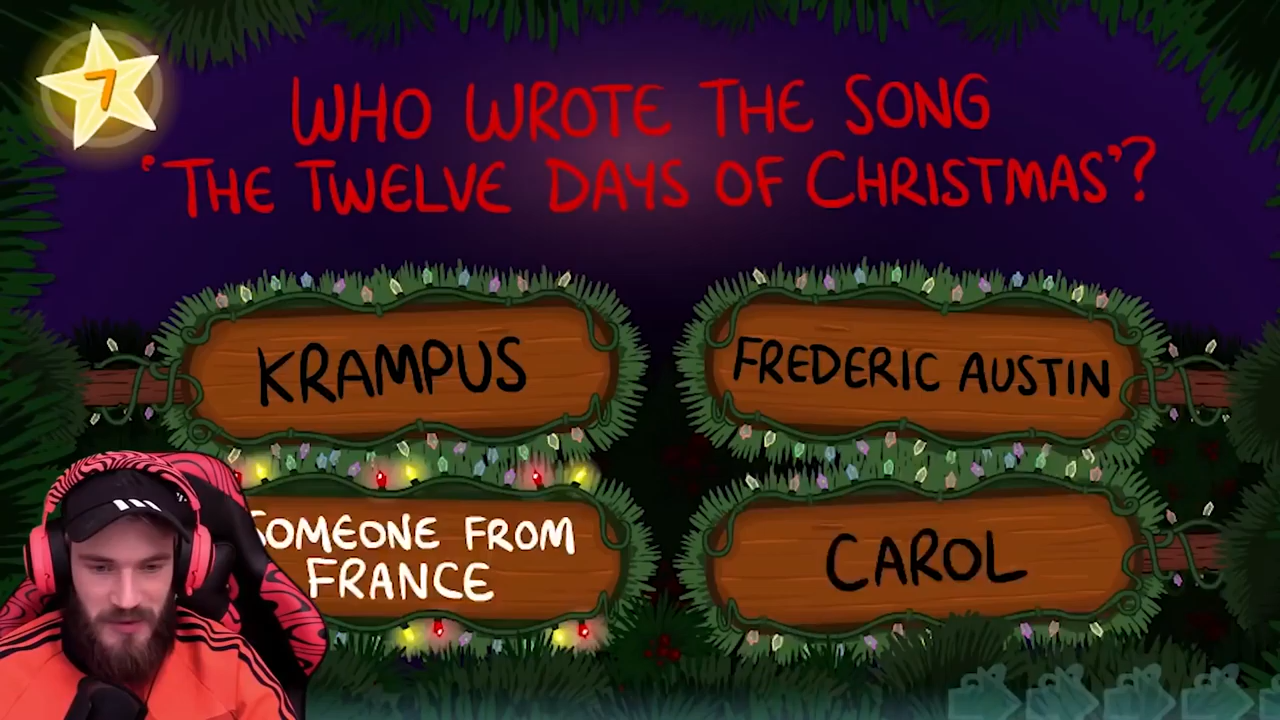 7
WHO WROTE THE SONG
'THE TWELVE DAYS OF CHRISTMAS'?
KRAMPUS
FREDERIC AUSTIN
SOMEONE FROM
FRANCE
CAROL